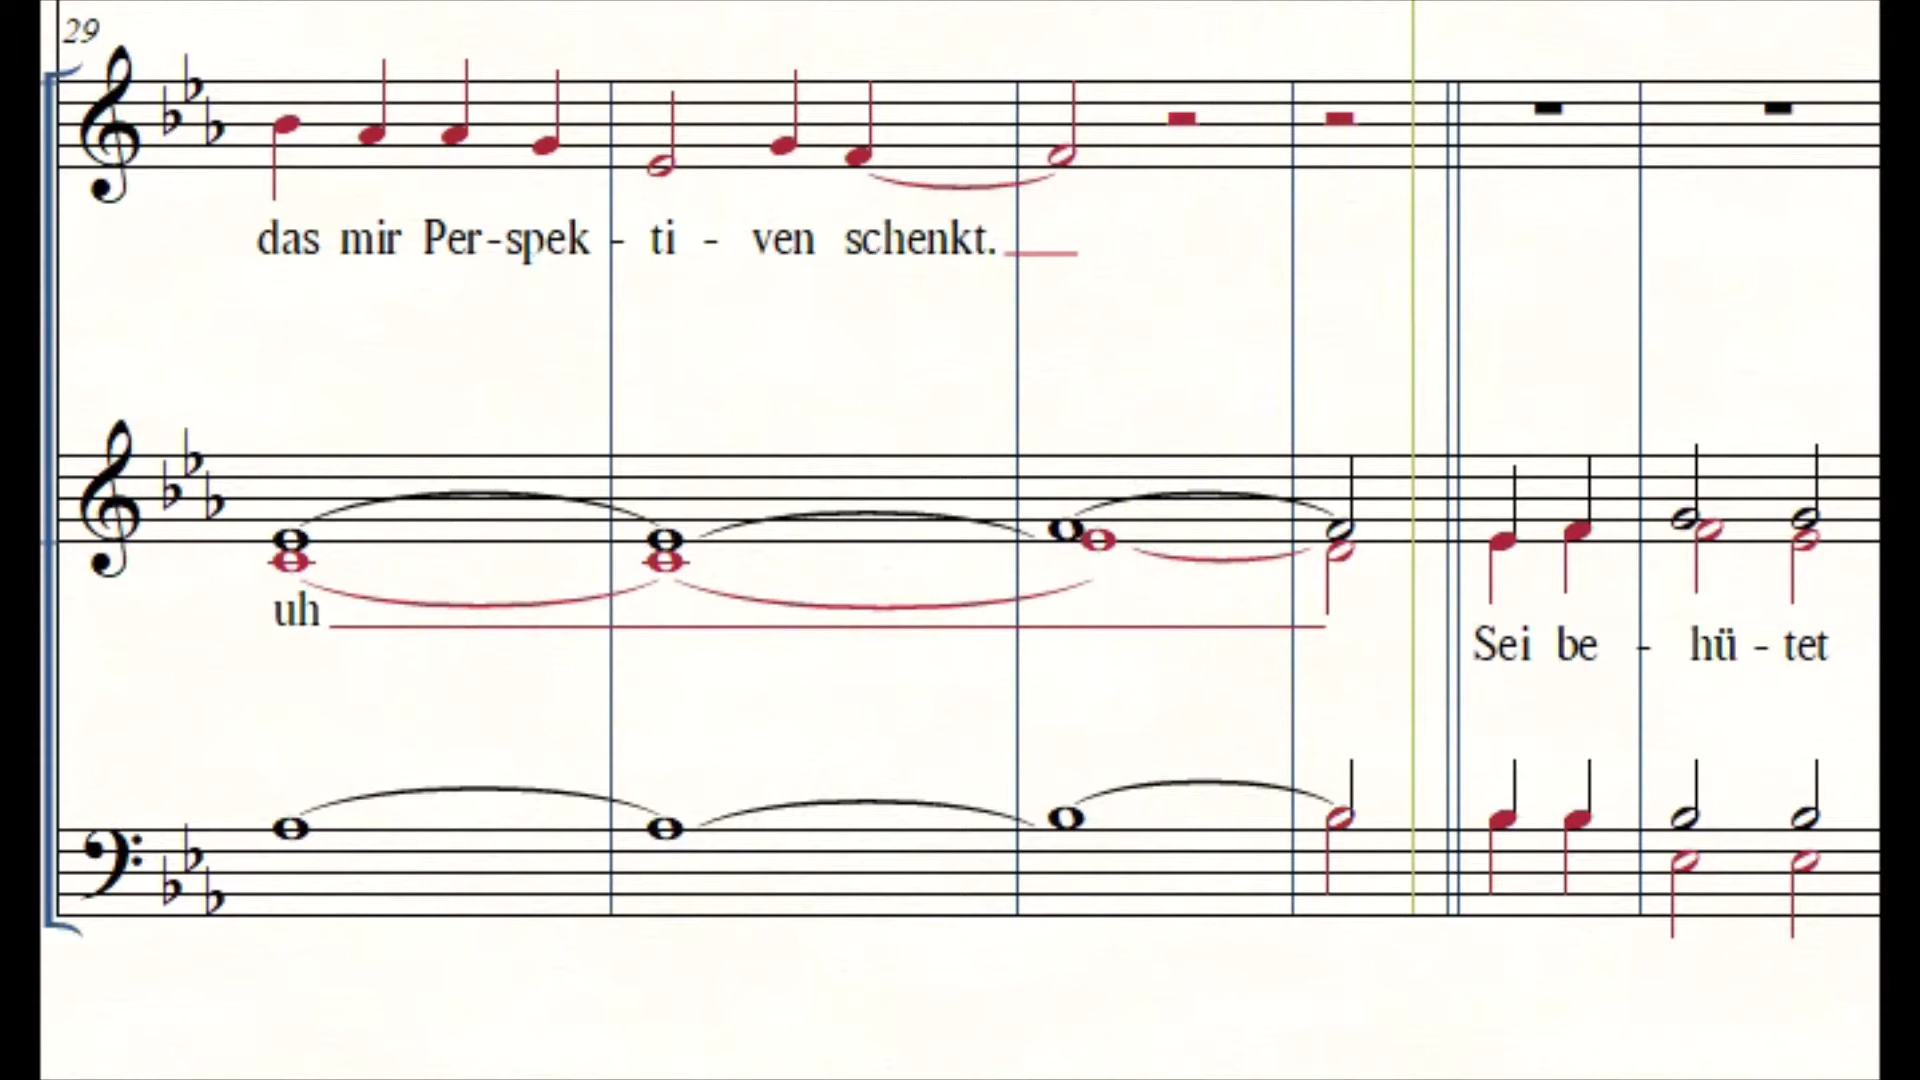 29
das mir Per-spek - ti - ven schenkt.
uh
Sei be - hü - tet